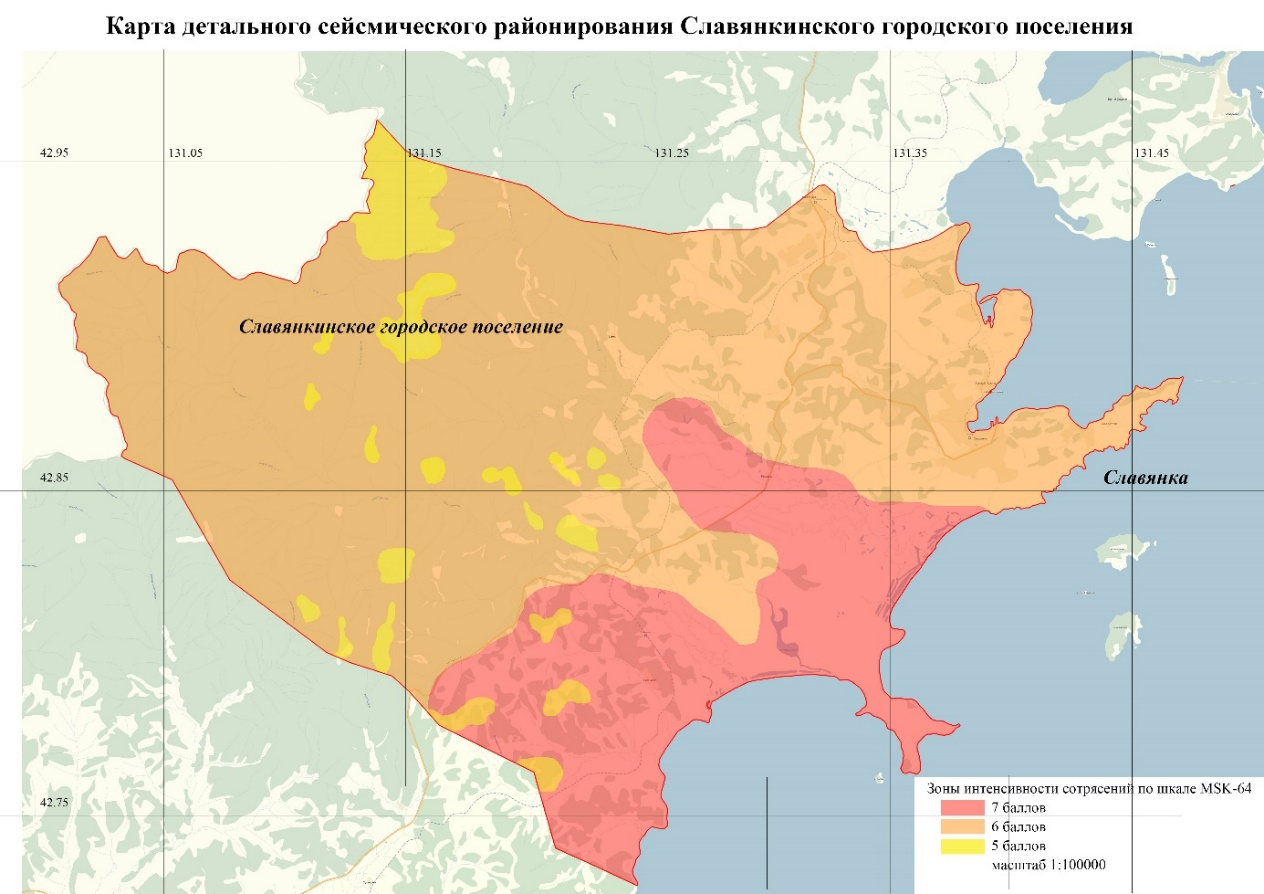 Карта детального сейсмического районирования Славянкинского городского поселения
42.95
131.05
131.15
131.25
131.35
131.45
Славянкинское городское поселение
42.85
Славянка
42.75
Зоны интенсивности сотрясений по шкале MSK-64
7 баллов
6 баллов
5 баллов
масштаб 1:100000